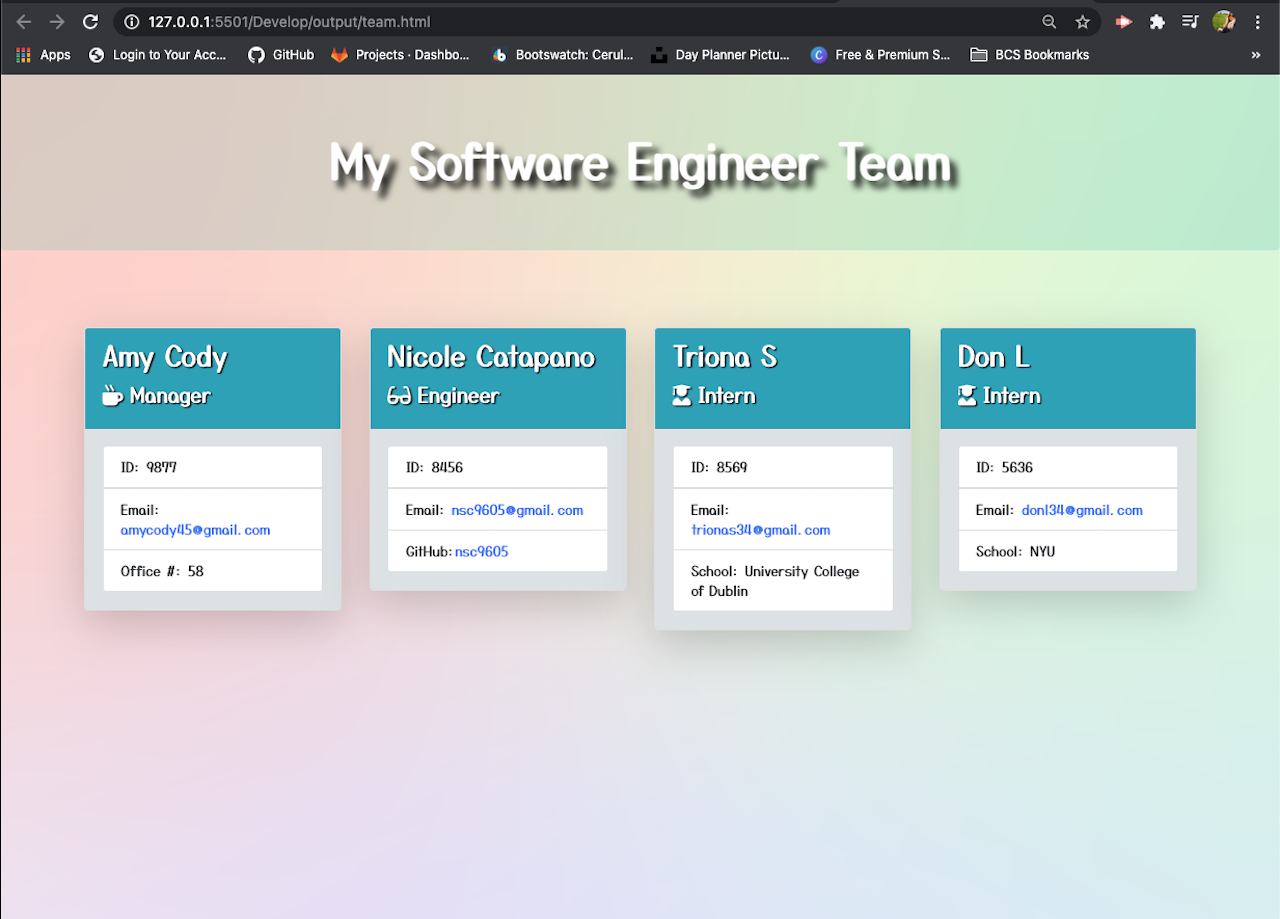 127.0.0.1:5501/Develop/output/team.html
Apps Login to Your Acc... GitHub Projects · Dashbo... Bootswatch: Cerul... Day Planner Pictu... Free & Premium S... BCS Bookmarks »
My Software Engineer Team
Amy Cody
Manager
ID: 9877
Email:
amycody45@gmail.com
Office #: 58
Nicole Catapano
Engineer
ID: 8456
Email: nsc9605@gmail.com
GitHub: nsc9605
Triona S
Intern
ID: 8569
Email:
trionas34@gmail.com
School: University College
of Dublin
Don L
Intern
ID: 5636
Email: donl34@gmail.com
School: NYU